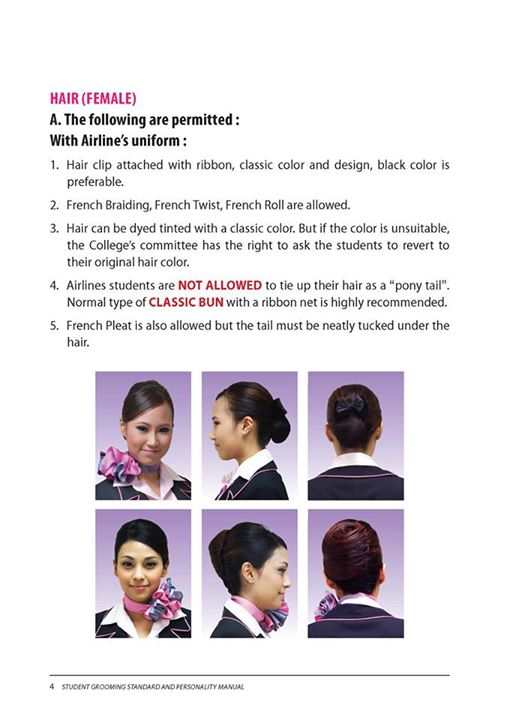 HAIR (FEMALE)
A. The following are permitted :
With Airline's uniform :
1. Hair clip attached with ribbon, classic color and design, black color is
preferable.
2. French Braiding, French Twist, French Roll are allowed.
3. Hair can be dyed tinted with a classic color. But if the color is unsuitable,
the College's committee has the right to ask the students to revert to
their original hair color.
4. Airlines students are NOT ALLOWED to tie up their hair as a “pony tail”.
Normal type of CLASSIC BUN with a ribbon net is highly recommended.
5. French Pleat is also allowed but the tail must be neatly tucked under the
hair.
4 STUDENT GROOMING STANDARD AND PERSONALITY MANUAL